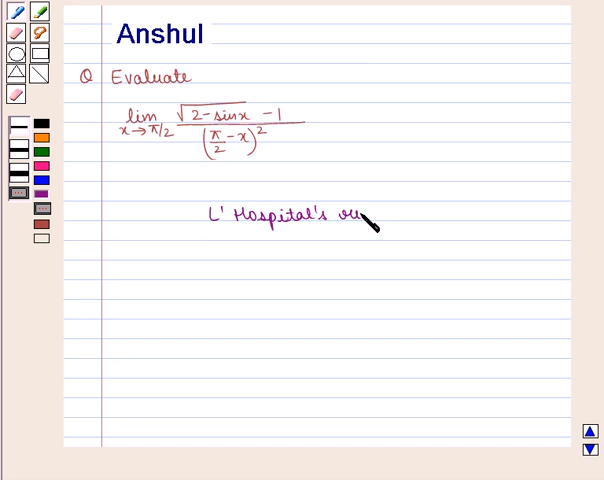 Anshul
Q Evaluate
lim x→π/2 √(2-sinx) -1 / (π/2 -x)^2
L' Hospital's